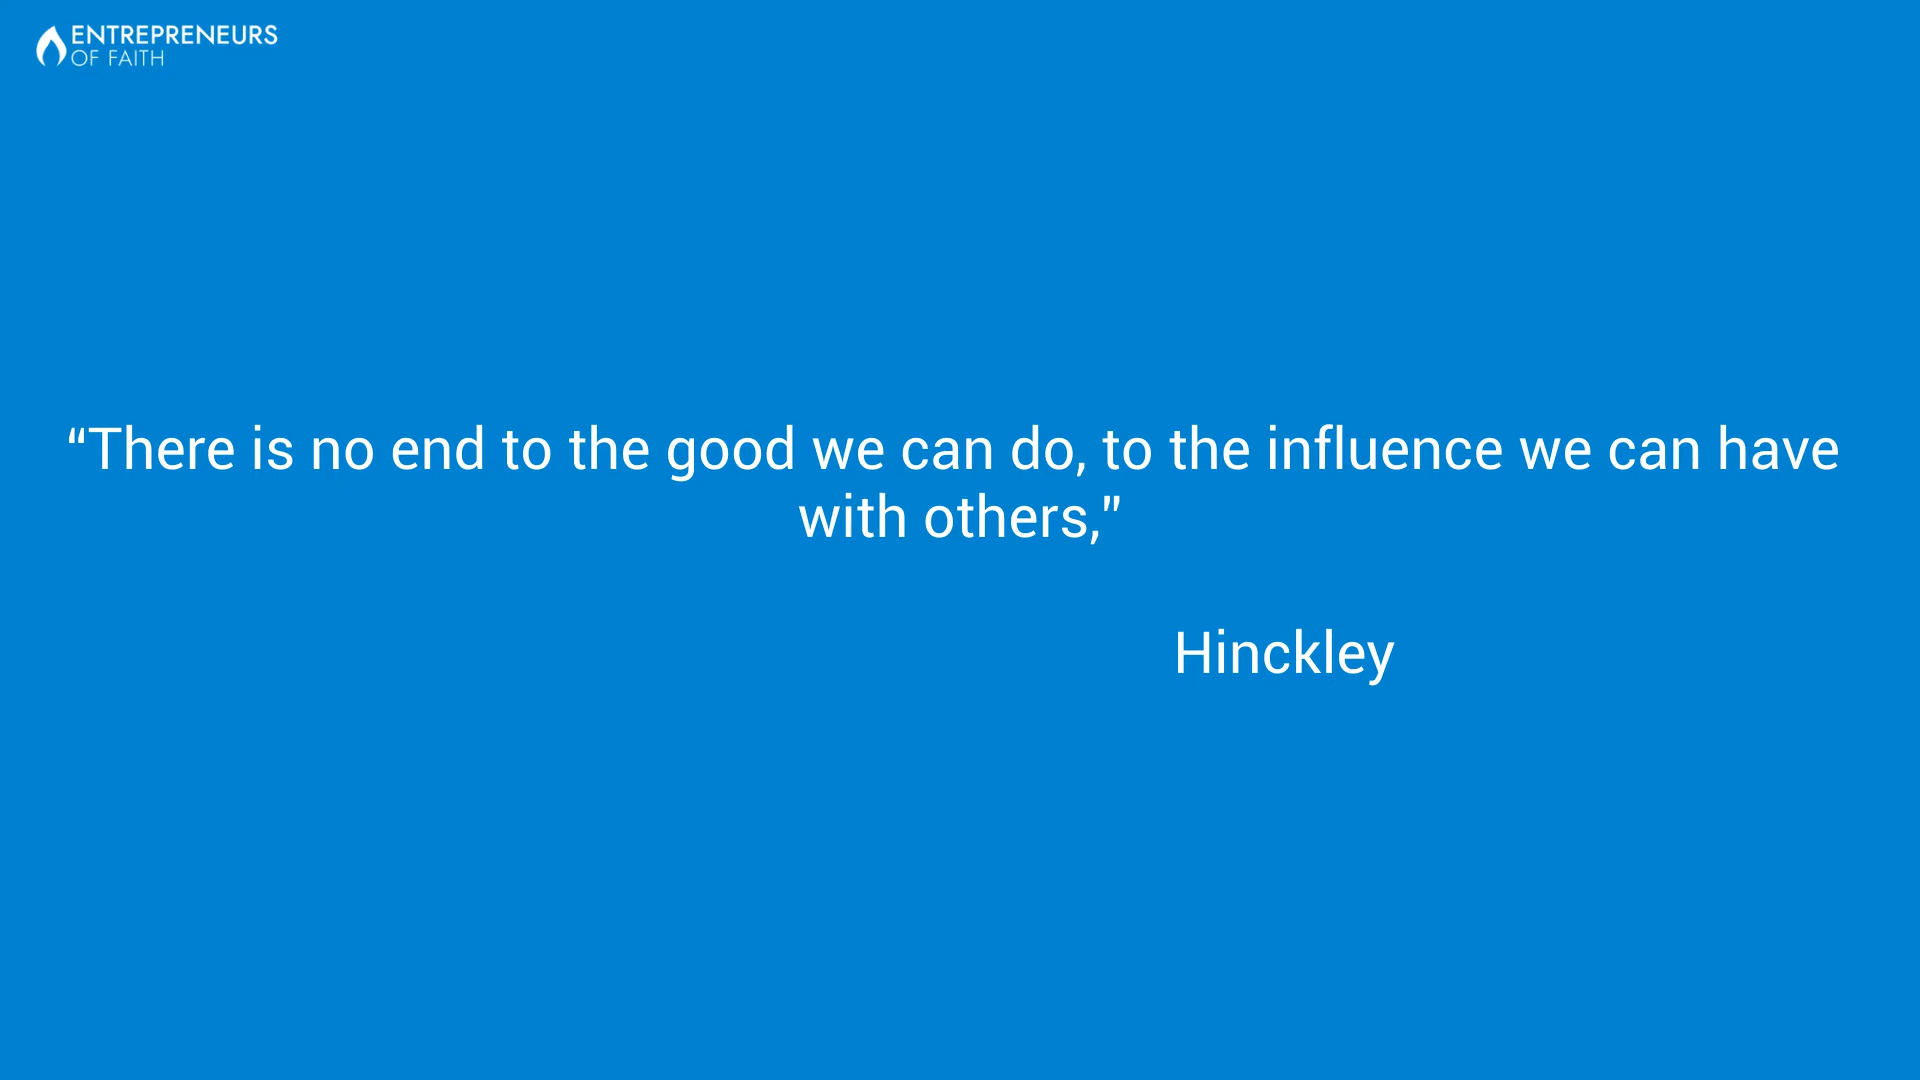 ENTREPRENEURS
OF FAITH
“There is no end to the good we can do, to the influence we can have
with others,”
Hinckley